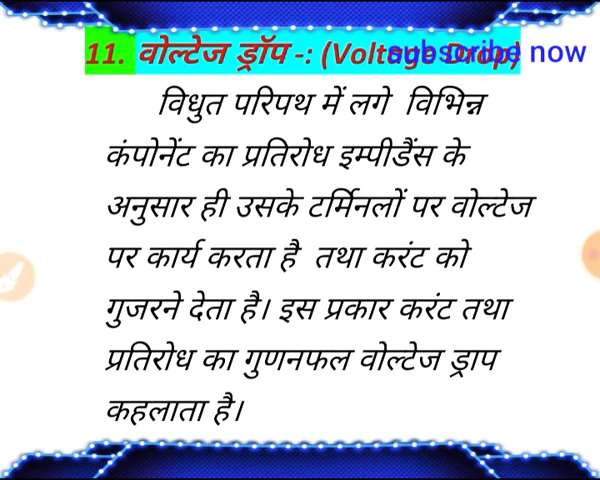 11. वोल्टेज ड्रॉप -: (Voltage Drop) subscribe now
विधुत परिपथ में लगे विभिन्न
कंपोनेंट का प्रतिरोध इम्पीडैंस के
अनुसार ही उसके टर्मिनलों पर वोल्टेज
पर कार्य करता है तथा करंट को
गुजरने देता है। इस प्रकार करंट तथा
प्रतिरोध का गुणनफल वोल्टेज ड्राप
कहलाता है।